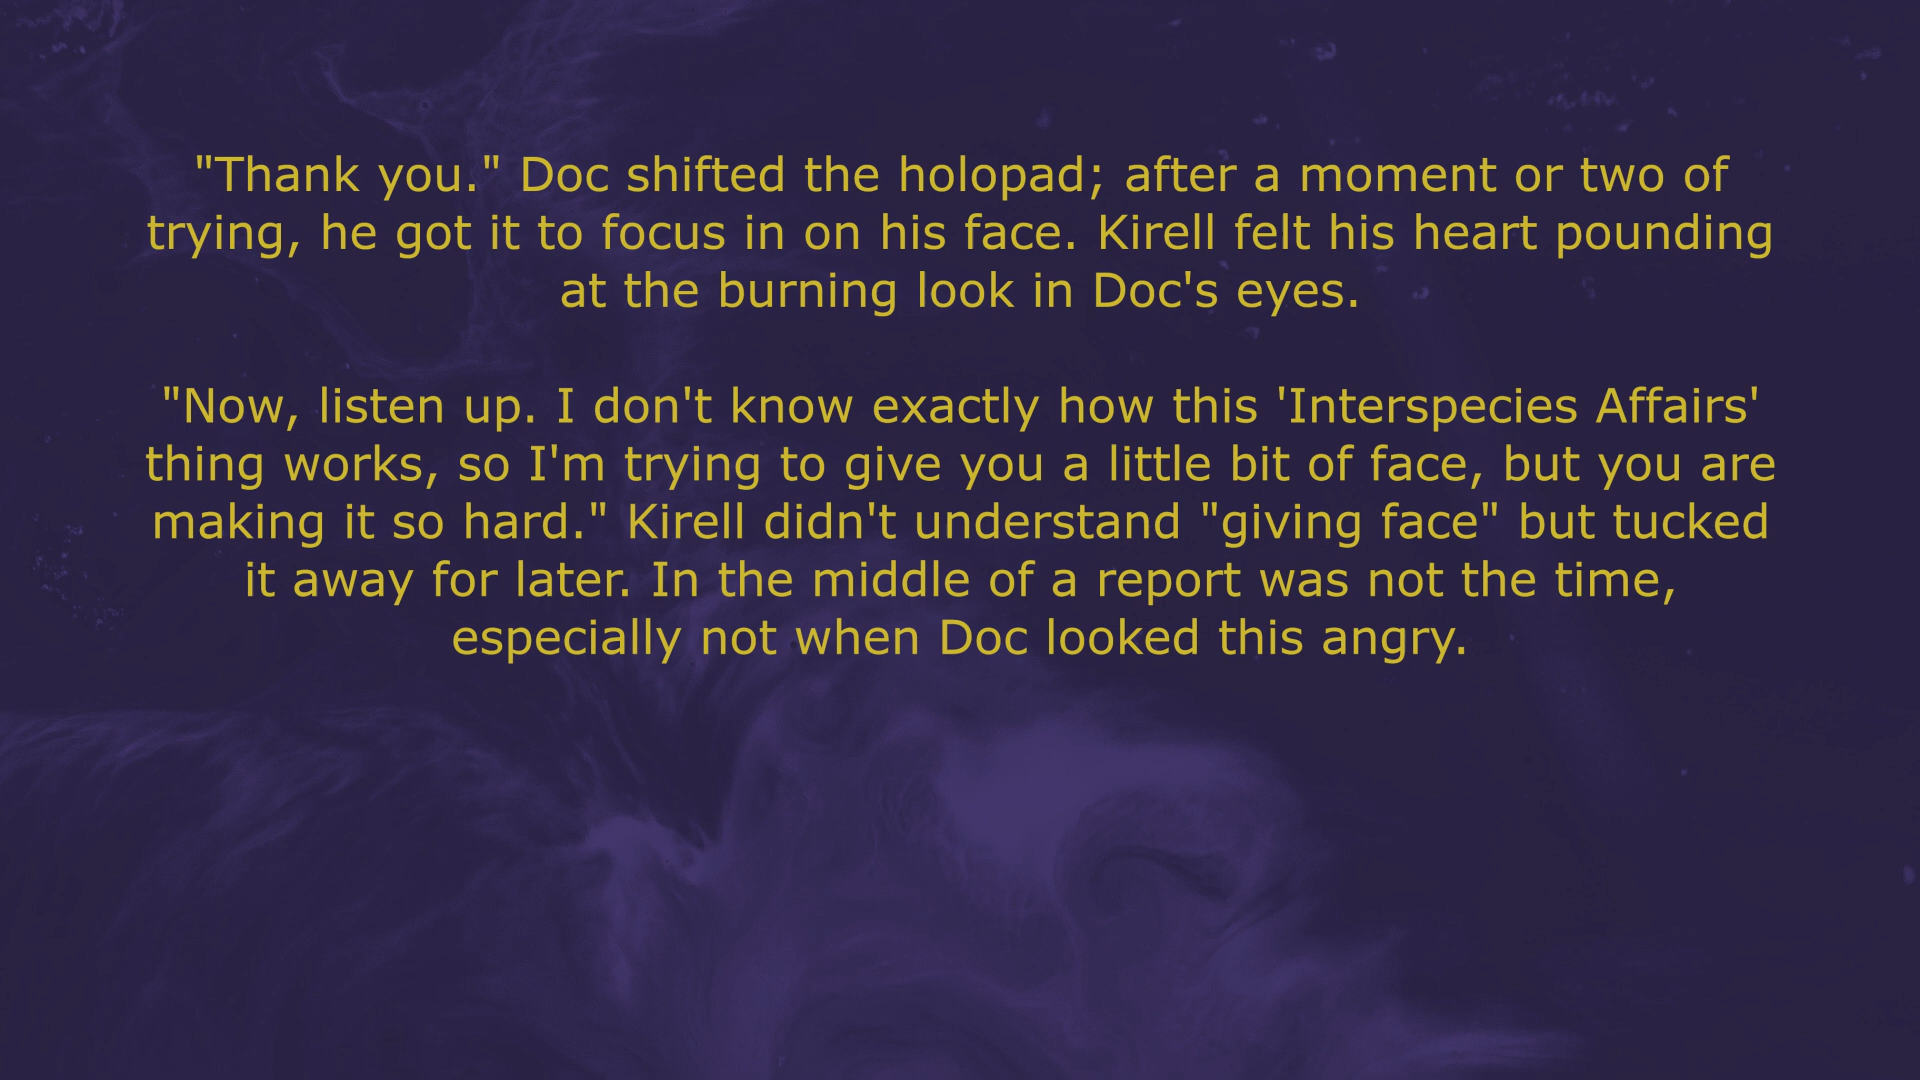 "Thank you." Doc shifted the holopad; after a moment or two of
trying, he got it to focus in on his face. Kirell felt his heart pounding
at the burning look in Doc's eyes.
"Now, listen up. I don't know exactly how this 'Interspecies Affairs'
thing works, so I'm trying to give you a little bit of face, but you are
making it so hard." Kirell didn't understand "giving face" but tucked
it away for later. In the middle of a report was not the time,
especially not when Doc looked this angry.